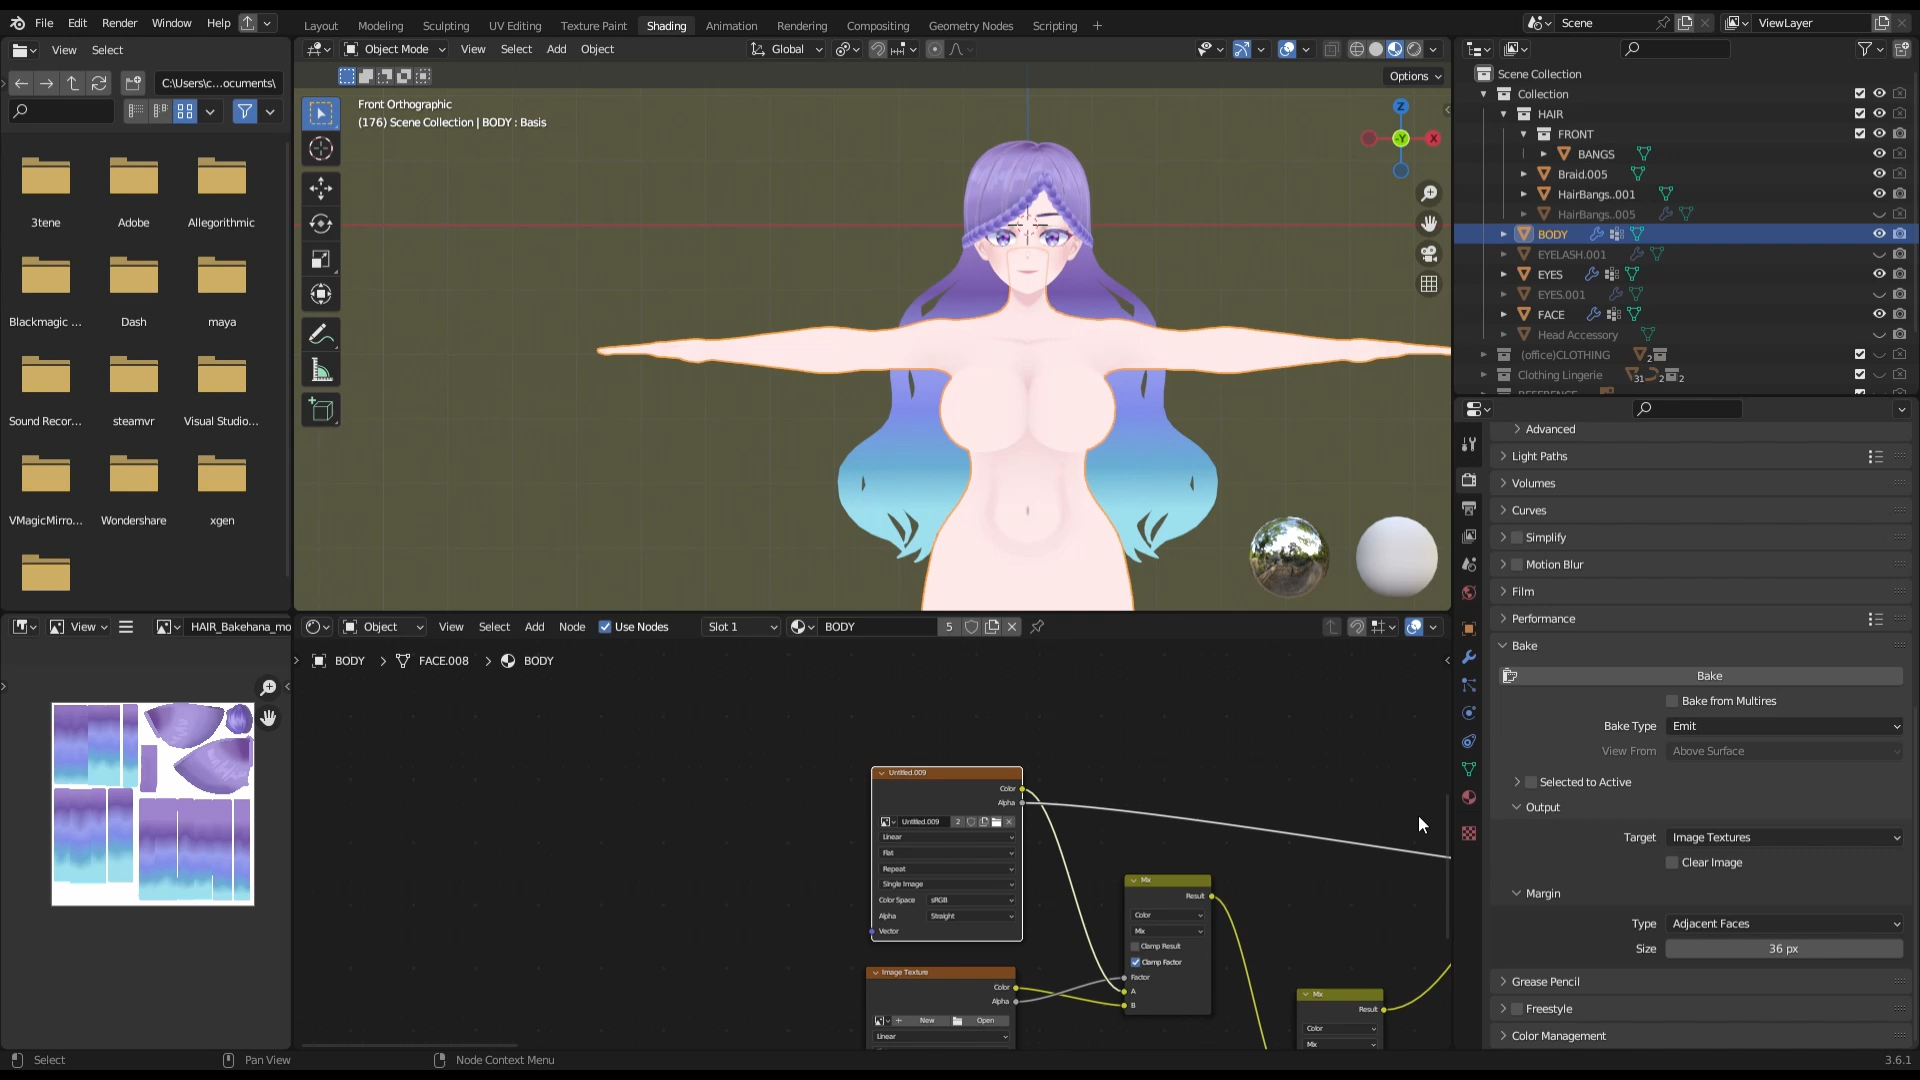 File Edit Render Window Help
Layout Modeling Sculpting UV Editing Texture Paint Shading Animation Rendering Compositing Geometry Nodes Scripting +
Scene
ViewLayer
View Select
Object Mode View Select Add Object
Global
C:\Users\c...ocuments\
Options
Front Orthographic
(176) Scene Collection | BODY : Basis
Z
-Y
X
3tene Adobe Allegorithmic
Blackmagic ... Dash maya
Sound Recor... steamvr Visual Studio...
VMagicMirro... Wondershare xgen
Scene Collection
Collection
HAIR
FRONT
BANGS
Braid.005
HairBangs..001
HairBangs..005
BODY
EYELASH.001
EYES
EYES.001
FACE
Head Accessory
(office)CLOTHING 2
Clothing Lingerie 31 2 2
Advanced
Light Paths
Volumes
Curves
Simplify
Motion Blur
Film
Performance
Bake
Bake
Bake from Multires
Bake Type Emit
View From Above Surface
Selected to Active
Output
Target Image Textures
Clear Image
Margin
Type Adjacent Faces
Size 36 px
Grease Pencil
Freestyle
Color Management
View HAIR_Bakehana_mo
Object View Select Add Node Use Nodes Slot 1 BODY 5
BODY > FACE.008 > BODY
Untitled.009
Color
Alpha
Untitled.009 2
Linear
Flat
Repeat
Single Image
Color Space sRGB
Alpha Straight
Vector
Image Texture
Color
Alpha
New Open
Linear
Mix
Result
Color
Mix
Clamp Result
Clamp Factor
Factor
A
B
Mix
Result
Color
Mix
Select Pan View Node Context Menu 3.6.1